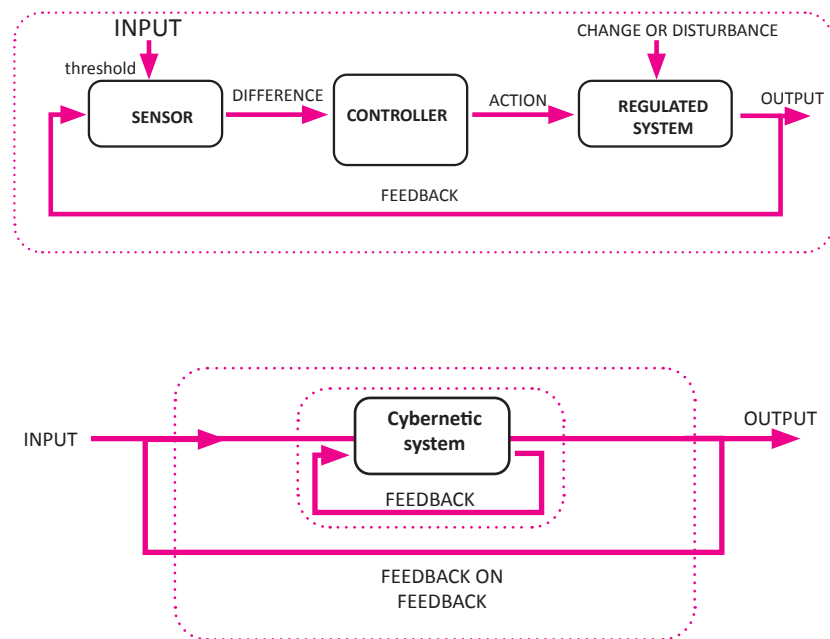 INPUT
CHANGE OR DISTURBANCE
threshold
DIFFERENCE
ACTION
OUTPUT
SENSOR
CONTROLLER
REGULATED
SYSTEM
FEEDBACK
INPUT
Cybernetic
system
OUTPUT
FEEDBACK
FEEDBACK ON
FEEDBACK